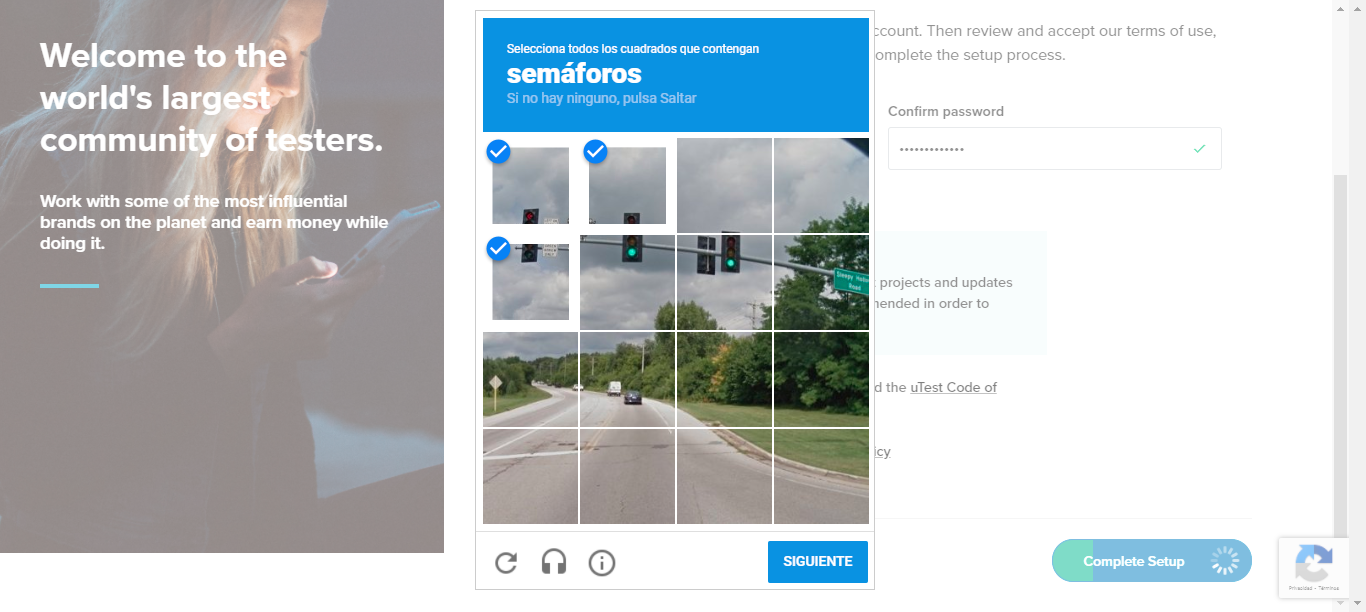 Welcome to the
world's largest
community of testers.
Work with some of the most influential
brands on the planet and earn money while
doing it.
Selecciona todos los cuadrados que contengan
semáforos
Si no hay ninguno, pulsa Saltar
Sleepy
Road
SIGUIENTE
ccount. Then review and accept our terms of use,
omplete the setup process.
Confirm password
projects and updates
mended in order to
d the uTest Code of
icy
Complete Setup
Privacidad - Términos